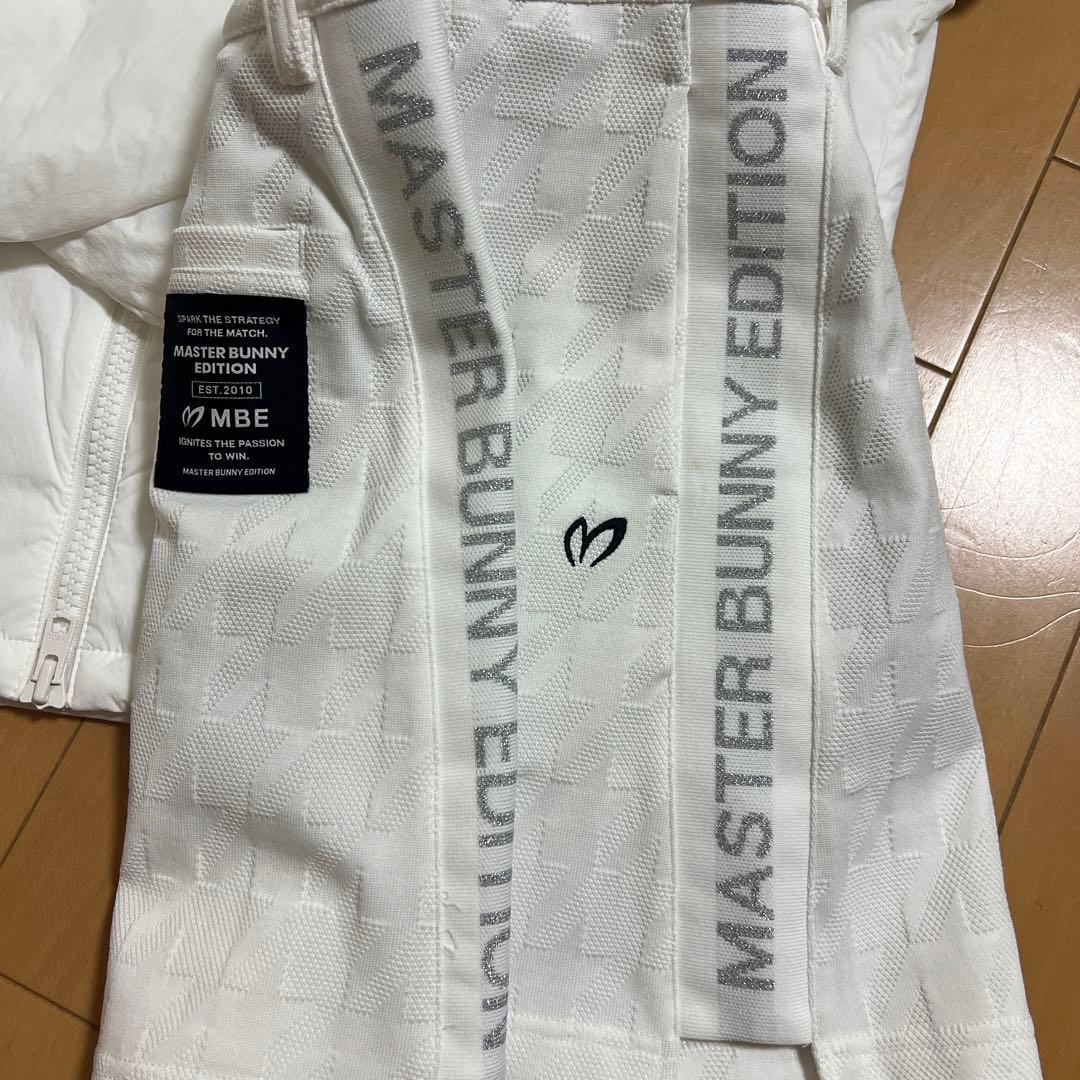 SPARK THE STRATEGY
FOR THE MATCH.
MASTER BUNNY
EDITION
EST.2010
MBE
IGNITES THE PASSION
TO WIN.
MASTER BUNNY EDITION
MASTER BUNNY EDITION
MASTER BUNNY EDITION